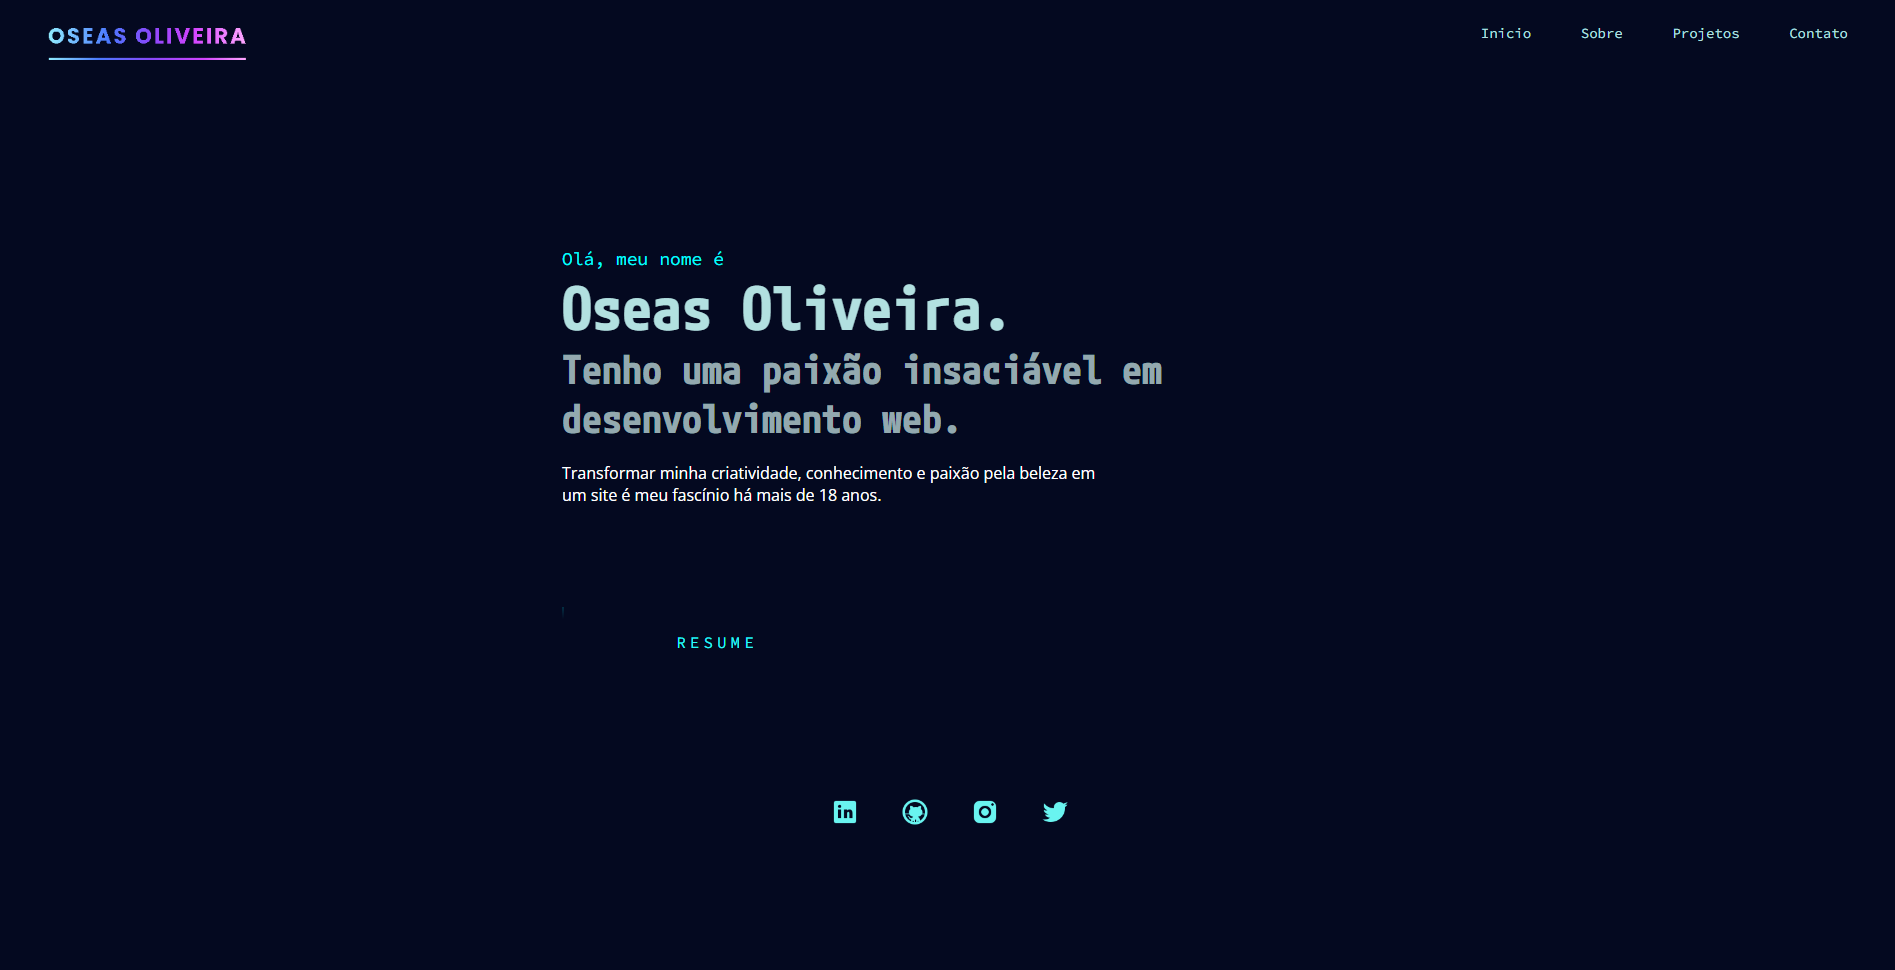 OSEAS OLIVEIRA
Inicio
Sobre
Projetos
Contato
Olá, meu nome é
Oseas Oliveira.
Tenho uma paixão insaciável em
desenvolvimento web.
Transformar minha criatividade, conhecimento e paixão pela beleza em
um site é meu fascínio há mais de 18 anos.
RESUME
in